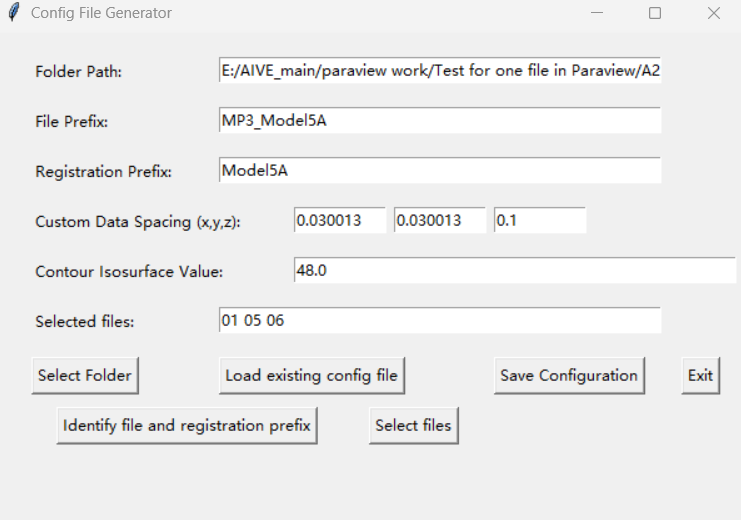 Config File Generator
Folder Path: E:/AIVE_main/paraview work/Test for one file in Paraview/A2
File Prefix: MP3_Model5A
Registration Prefix: Model5A
Custom Data Spacing (x,y,z): 0.030013 0.030013 0.1
Contour Isosurface Value: 48.0
Selected files: 01 05 06
Select Folder Load existing config file Save Configuration Exit
Identify file and registration prefix Select files